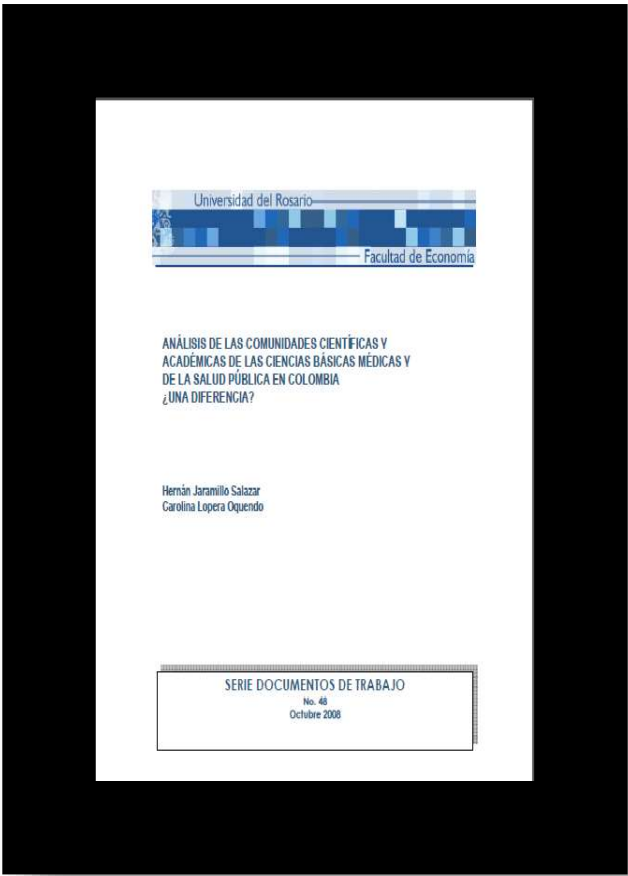 Universidad del Rosario
Facultad de Economía
ANÁLISIS DE LAS COMUNIDADES CIENTÍFICAS Y
ACADÉMICAS DE LAS CIENCIAS BÁSICAS MÉDICAS Y
DE LA SALUD PÚBLICA EN COLOMBIA
¿UNA DIFERENCIA?
Hernán Jaramillo Salazar
Carolina Lopera Oquendo
SERIE DOCUMENTOS DE TRABAJO
No. 48
Octubre 2008